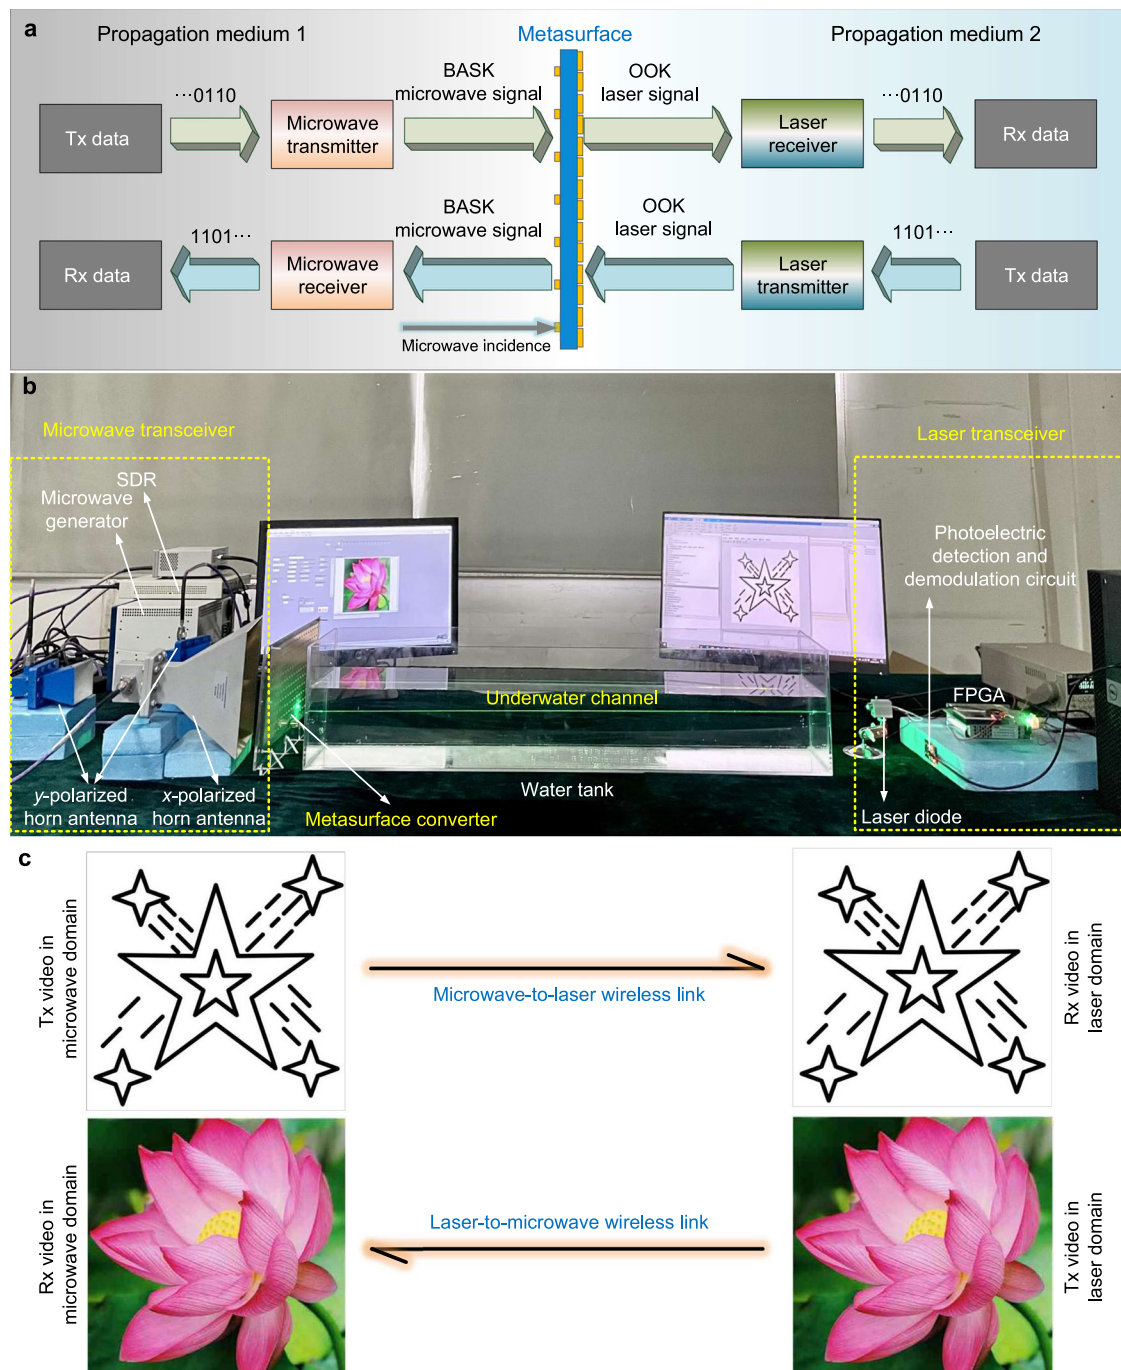 a
Propagation medium 1
Metasurface
Propagation medium 2
···0110
BASK
microwave signal
OOK
laser signal
···0110
Tx data
Microwave
transmitter
Laser
receiver
Rx data
1101···
BASK
microwave signal
OOK
laser signal
1101···
Rx data
Microwave
receiver
Laser
transmitter
Tx data
Microwave incidence
b
Microwave transceiver
Laser transceiver
SDR
Microwave
generator
Photoelectric
detection and
demodulation circuit
Underwater channel
FPGA
y-polarized
horn antenna
x-polarized
horn antenna
Water tank
Metasurface converter
Laser diode
c
Tx video in
microwave domain
Microwave-to-laser wireless link
Rx video in
laser domain
Rx video in
microwave domain
Laser-to-microwave wireless link
Tx video in
laser domain